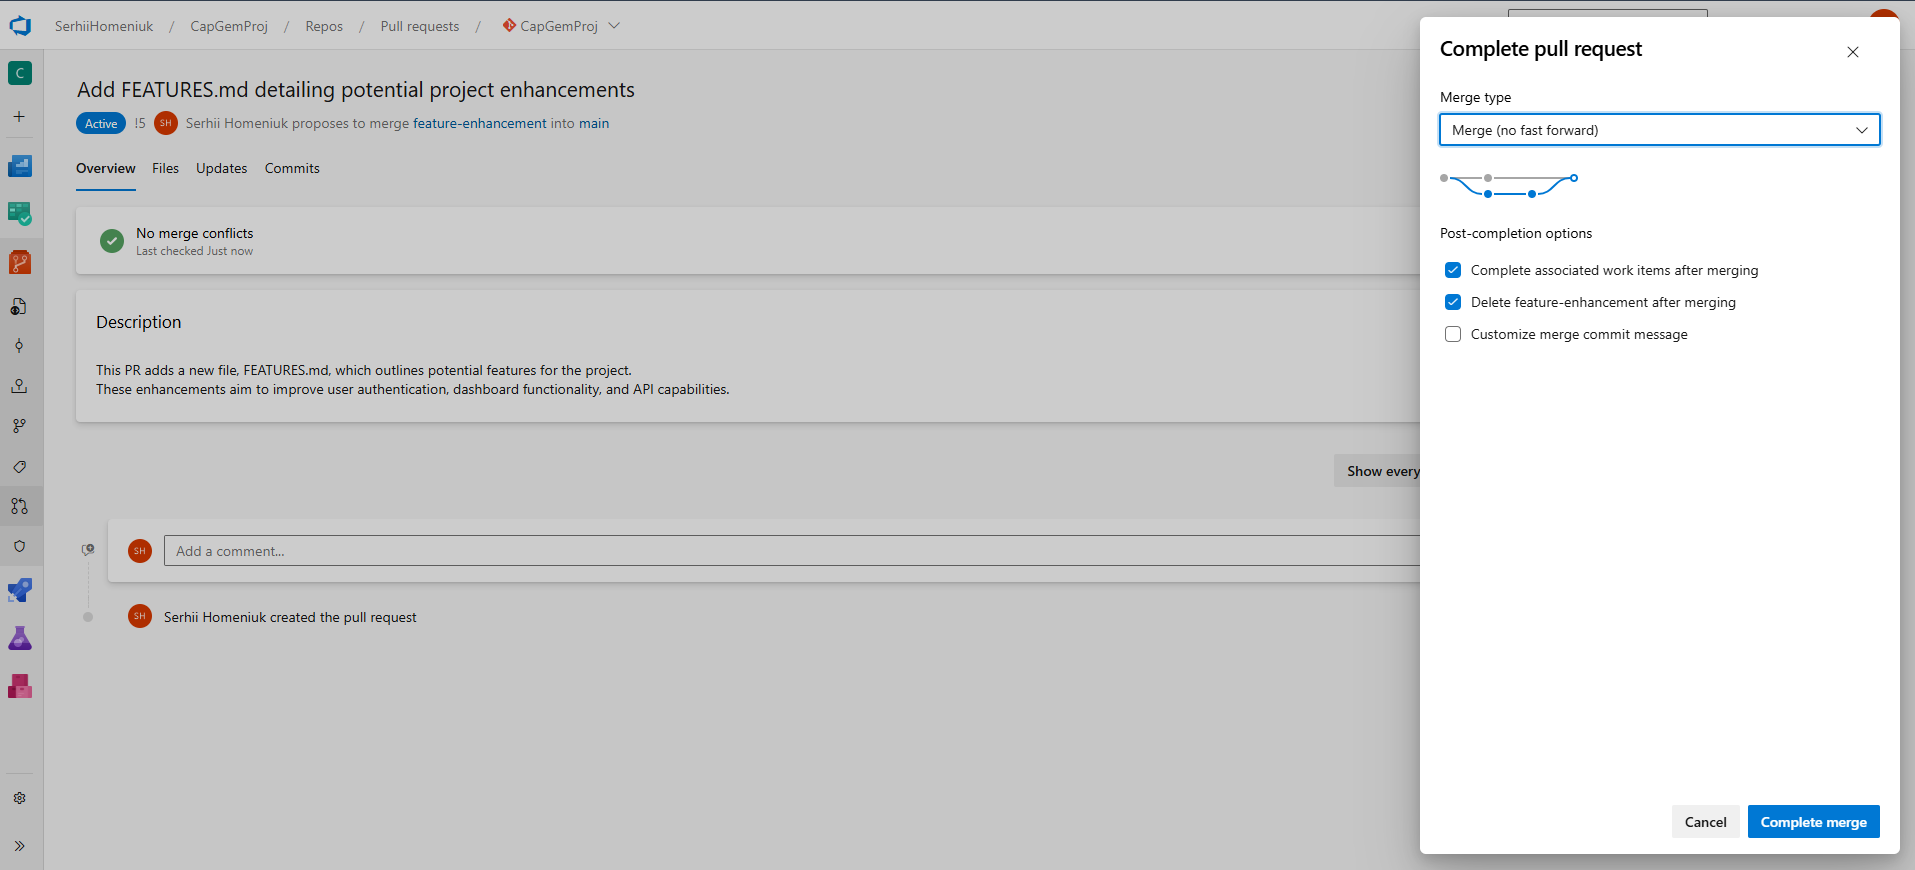 SerhiiHomeniuk / CapGemProj / Repos / Pull requests / CapGemProj
C
Add FEATURES.md detailing potential project enhancements
Active !5 SH Serhii Homeniuk proposes to merge feature-enhancement into main
Overview Files Updates Commits
No merge conflicts
Last checked Just now
Description
This PR adds a new file, FEATURES.md, which outlines potential features for the project.
These enhancements aim to improve user authentication, dashboard functionality, and API capabilities.
Show every
SH Add a comment...
SH Serhii Homeniuk created the pull request
Complete pull request
Merge type
Merge (no fast forward)
Post-completion options
Complete associated work items after merging
Delete feature-enhancement after merging
Customize merge commit message
Cancel Complete merge